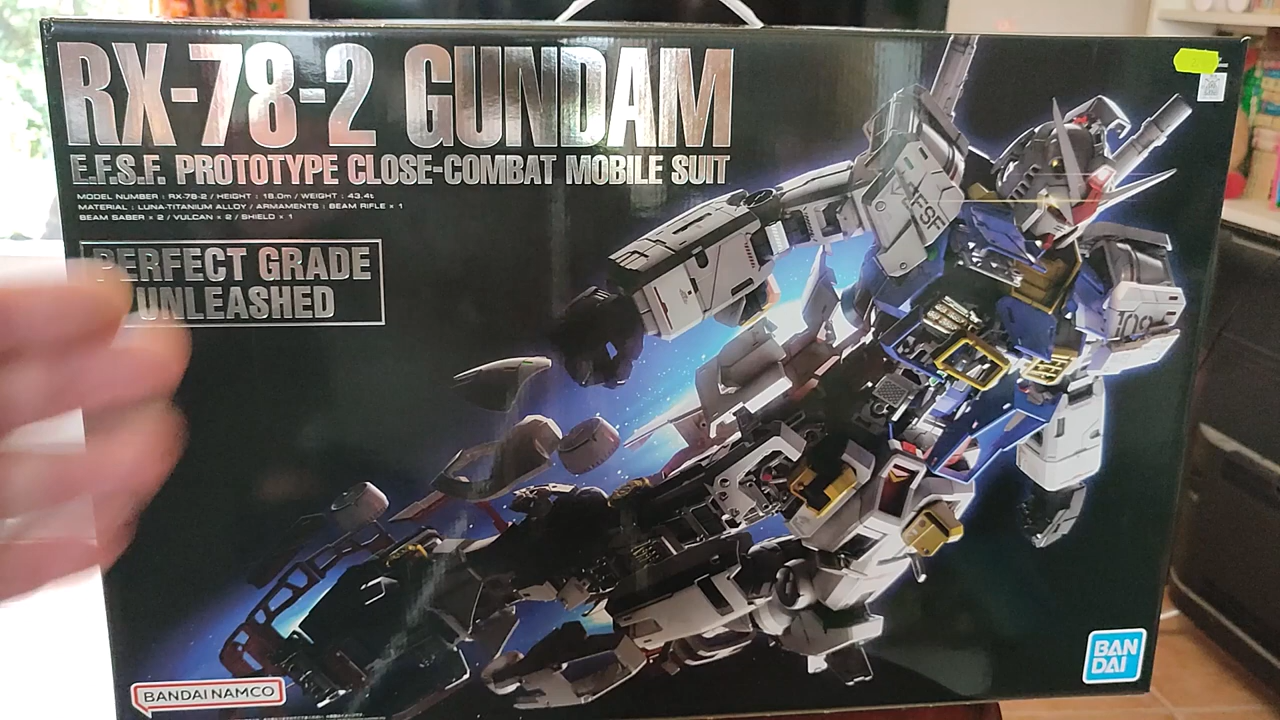 RX-78-2 GUNDAM
E.F.S.F. PROTOTYPE CLOSE-COMBAT MOBILE SUIT
MODEL NUMBER : RX-78-2 / HEIGHT : 18.0m / WEIGHT : 43.4t
MATERIAL : LUNA-TITANIUM ALLOY / ARMAMENTS : BEAM RIFLE × 1
BEAM SABER × 2 / VULCAN × 2 / SHIELD × 1
PERFECT GRADE
UNLEASHED
EFSF
BAN
DAI
BANDAI NAMCO